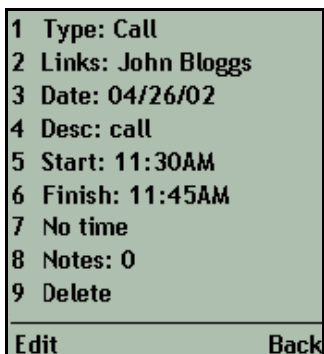 1 Type: Call
2 Links: John Bloggs
3 Date: 04/26/02
4 Desc: call
5 Start: 11:30AM
6 Finish: 11:45AM
7 No time
8 Notes: 0
9 Delete
Edit Back